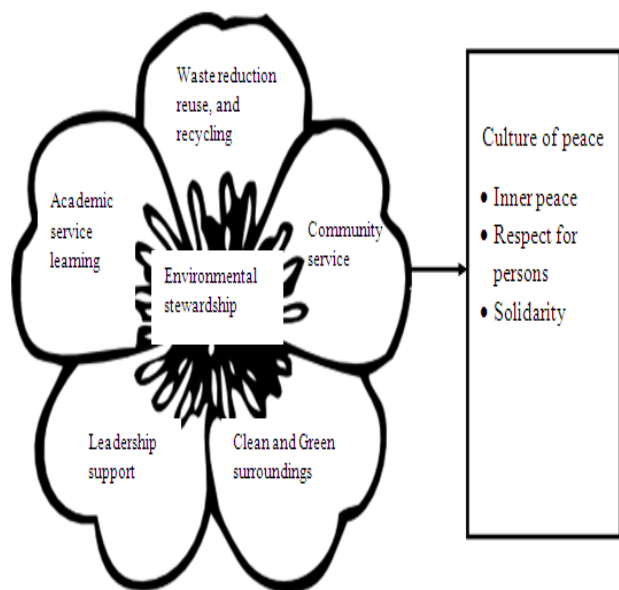 Waste reduction
reuse, and
recycling
Academic
service
learning
Community
service
Environmental
stewardship
Leadership
support
Clean and Green
surroundings
Culture of peace
• Inner peace
• Respect for
persons
• Solidarity